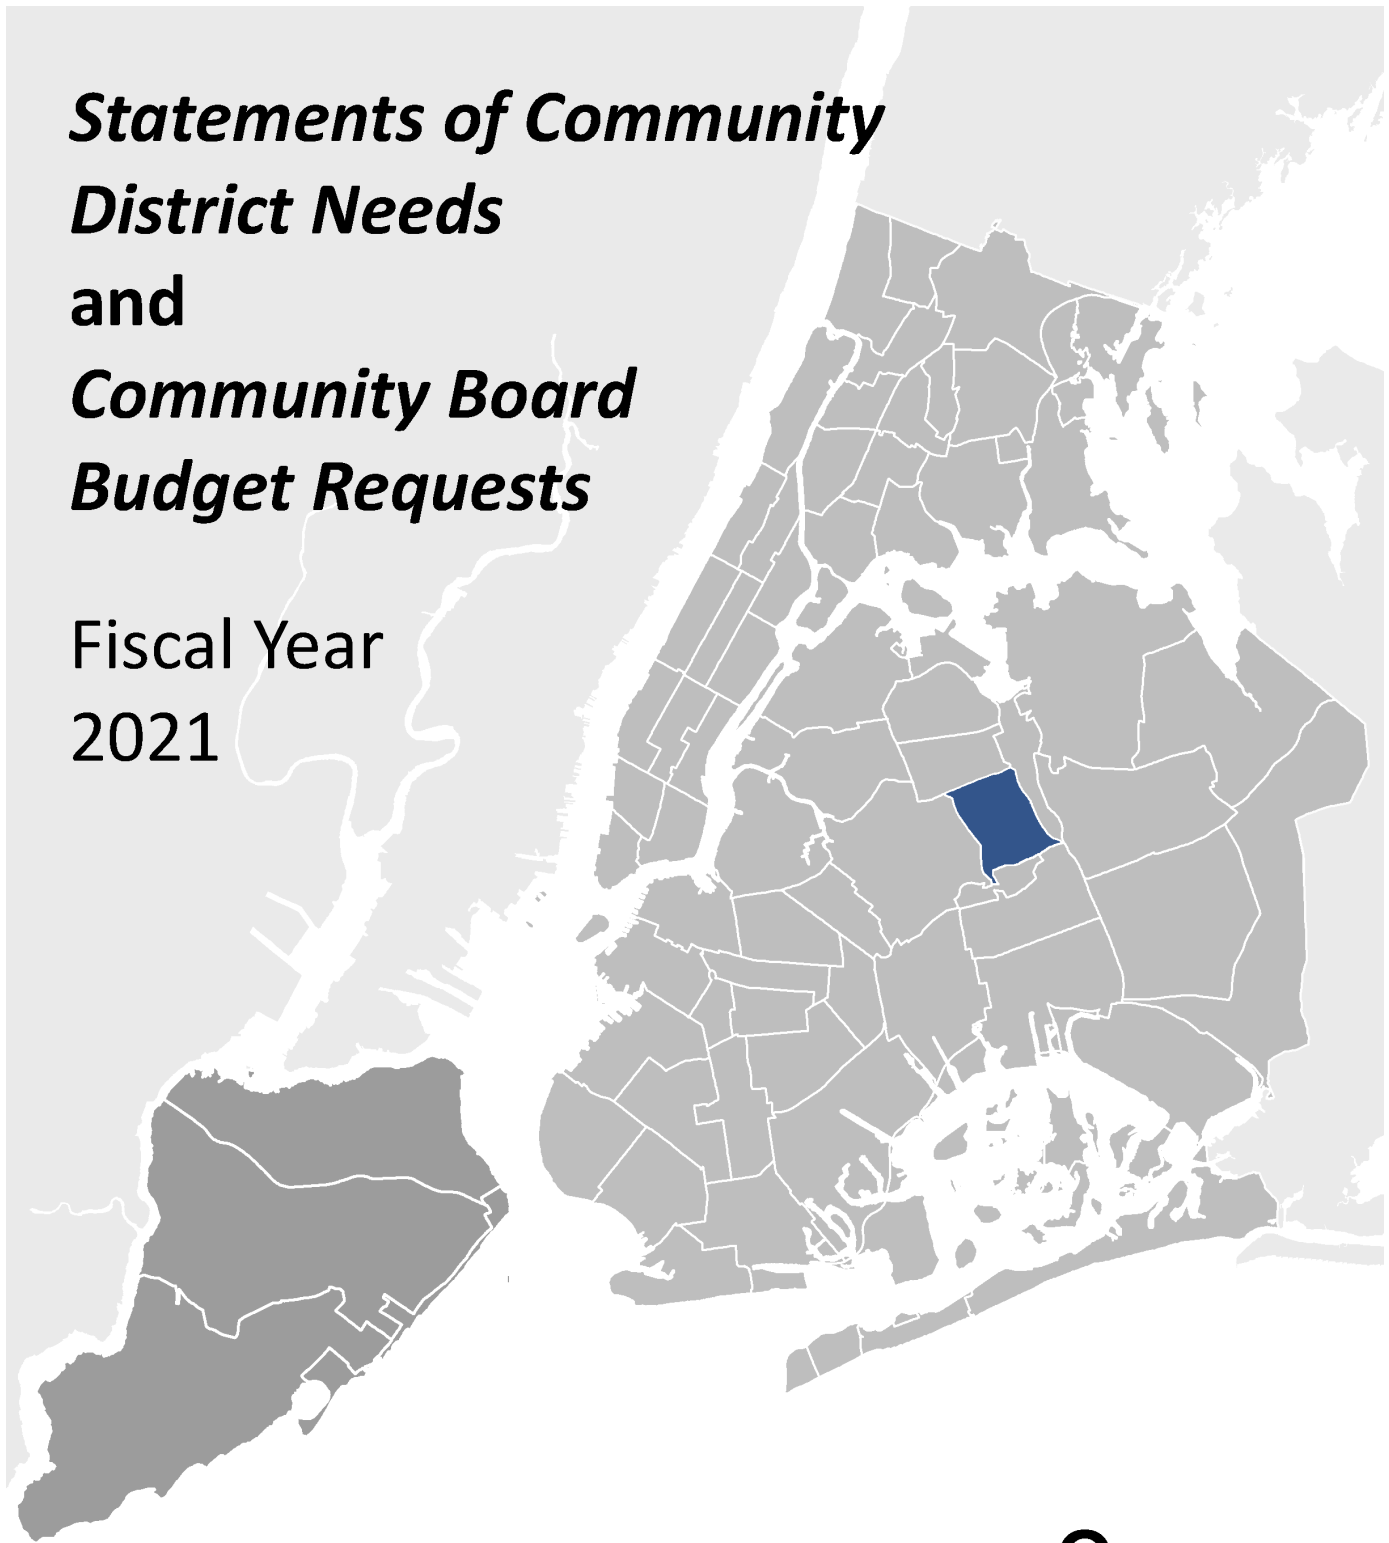 Statements of Community
District Needs
and
Community Board
Budget Requests
Fiscal Year
2021